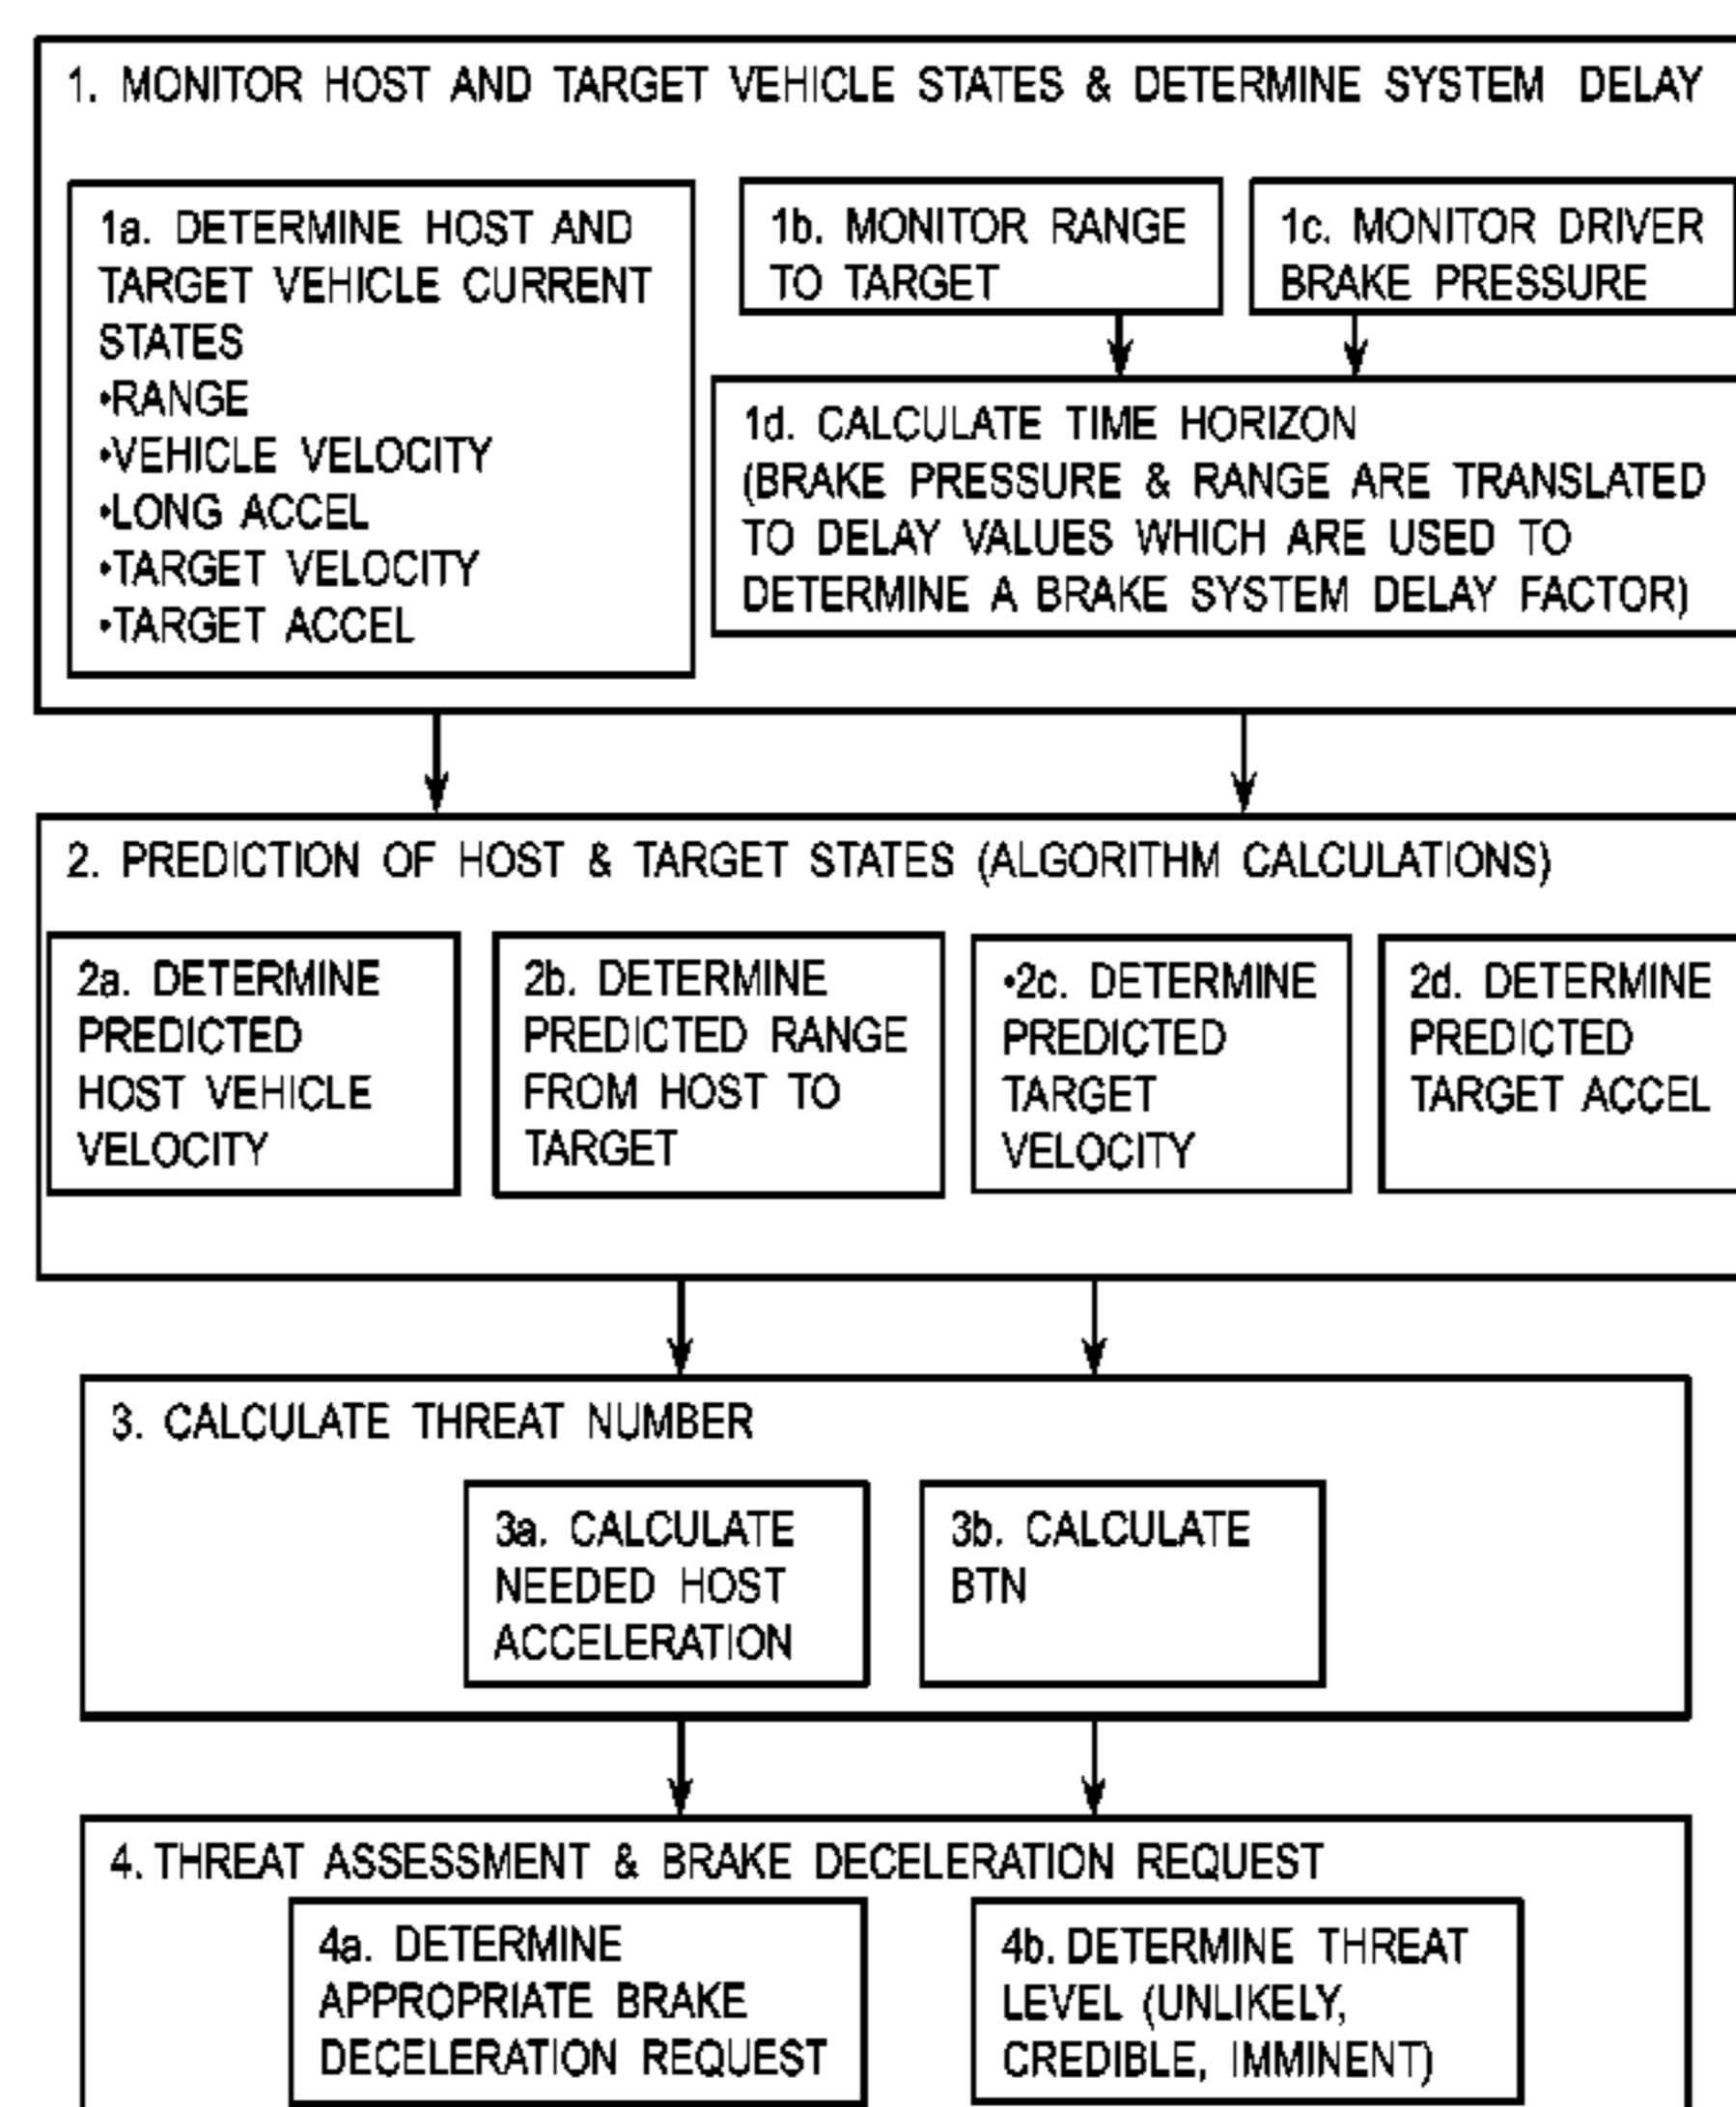 1. MONITOR HOST AND TARGET VEHICLE STATES & DETERMINE SYSTEM DELAY
1a. DETERMINE HOST AND
TARGET VEHICLE CURRENT
STATES
•RANGE
•VEHICLE VELOCITY
•LONG ACCEL
•TARGET VELOCITY
•TARGET ACCEL
1b. MONITOR RANGE
TO TARGET
1c. MONITOR DRIVER
BRAKE PRESSURE
1d. CALCULATE TIME HORIZON
(BRAKE PRESSURE & RANGE ARE TRANSLATED
TO DELAY VALUES WHICH ARE USED TO
DETERMINE A BRAKE SYSTEM DELAY FACTOR)
2. PREDICTION OF HOST & TARGET STATES (ALGORITHM CALCULATIONS)
2a. DETERMINE
PREDICTED
HOST VEHICLE
VELOCITY
2b. DETERMINE
PREDICTED RANGE
FROM HOST TO
TARGET
•2c. DETERMINE
PREDICTED
TARGET
VELOCITY
2d. DETERMINE
PREDICTED
TARGET ACCEL
3. CALCULATE THREAT NUMBER
3a. CALCULATE
NEEDED HOST
ACCELERATION
3b. CALCULATE
BTN
4. THREAT ASSESSMENT & BRAKE DECELERATION REQUEST
4a. DETERMINE
APPROPRIATE BRAKE
DECELERATION REQUEST
4b. DETERMINE THREAT
LEVEL (UNLIKELY,
CREDIBLE, IMMINENT)